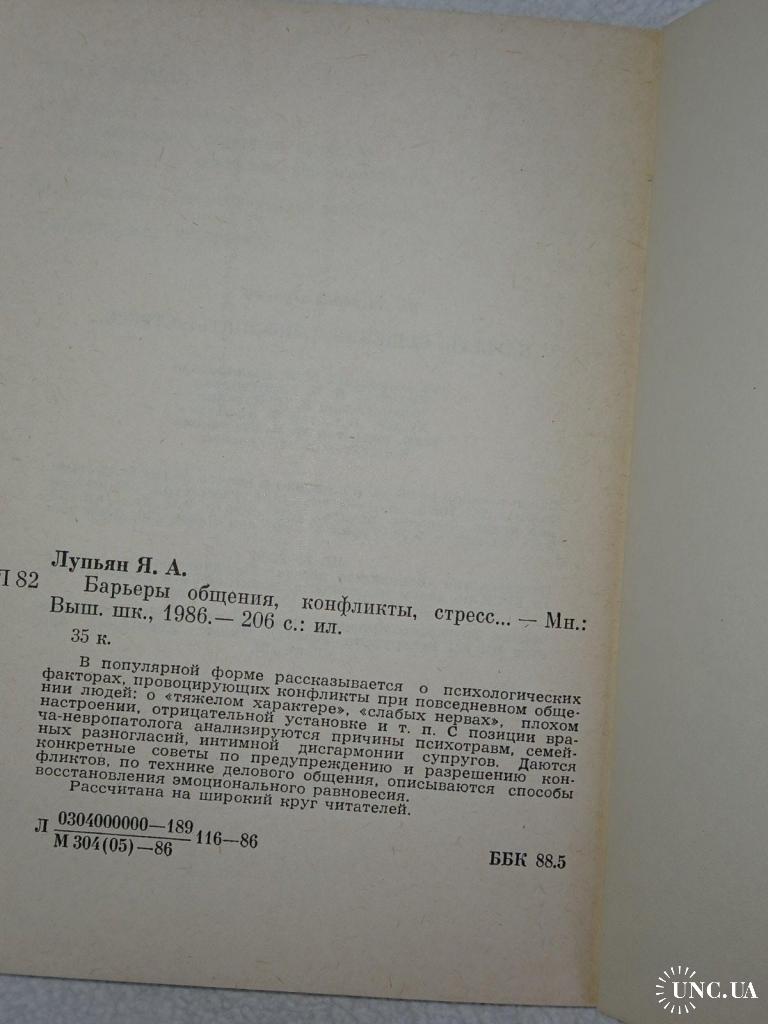 Лупьян Я. А.
Л 82 Барьеры общения, конфликты, стресс... — Мн.:
Выш. шк., 1986.— 206 с.: ил.
35 к.
В популярной форме рассказывается о психологических
факторах, провоцирующих конфликты при повседневном обще-
нии людей: о «тяжелом характере», «слабых нервах», плохом
настроении, отрицательной установке и т. п. С позиции вра-
ча-невропатолога анализируются причины психотравм, семей-
ных разногласий, интимной дисгармонии супругов. Даются
конкретные советы по предупреждению и разрешению кон-
фликтов, по технике делового общения, описываются способы
восстановления эмоционального равновесия.
Рассчитана на широкий круг читателей.
Л 0304000000—189 116—86
М 304(05)—86
ББК 88.5
UNC.UA